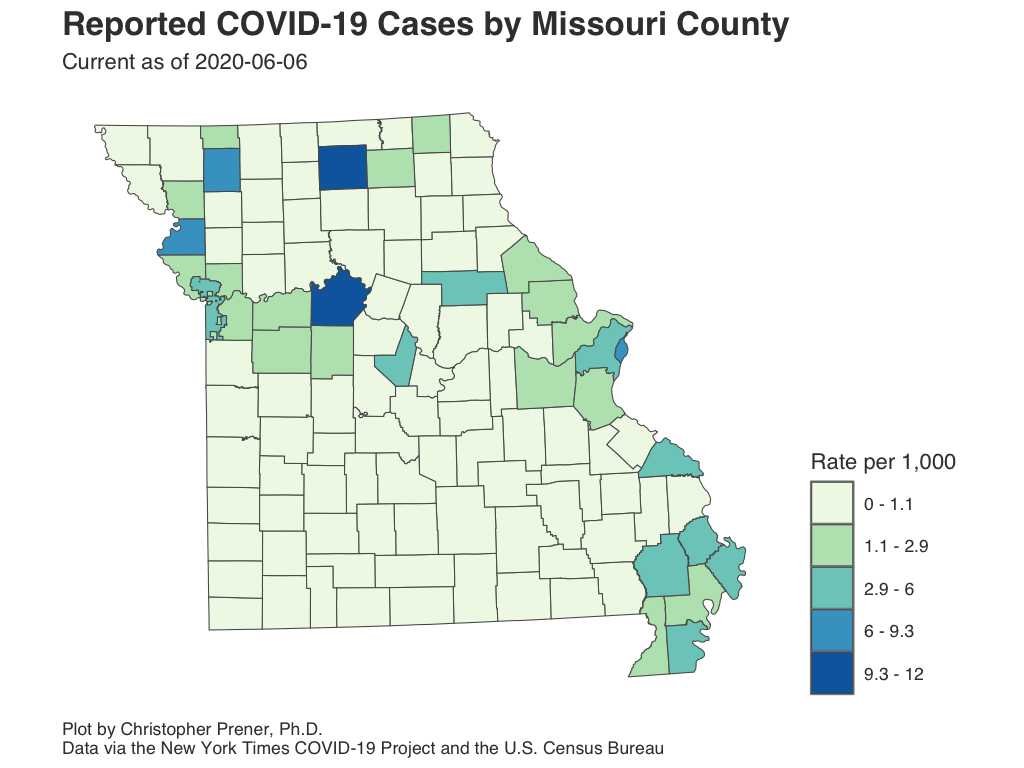 Reported COVID-19 Cases by Missouri County
Current as of 2020-06-06
Rate per 1,000
0 - 1.1
1.1 - 2.9
2.9 - 6
6 - 9.3
9.3 - 12
Plot by Christopher Prener, Ph.D.
Data via the New York Times COVID-19 Project and the U.S. Census Bureau